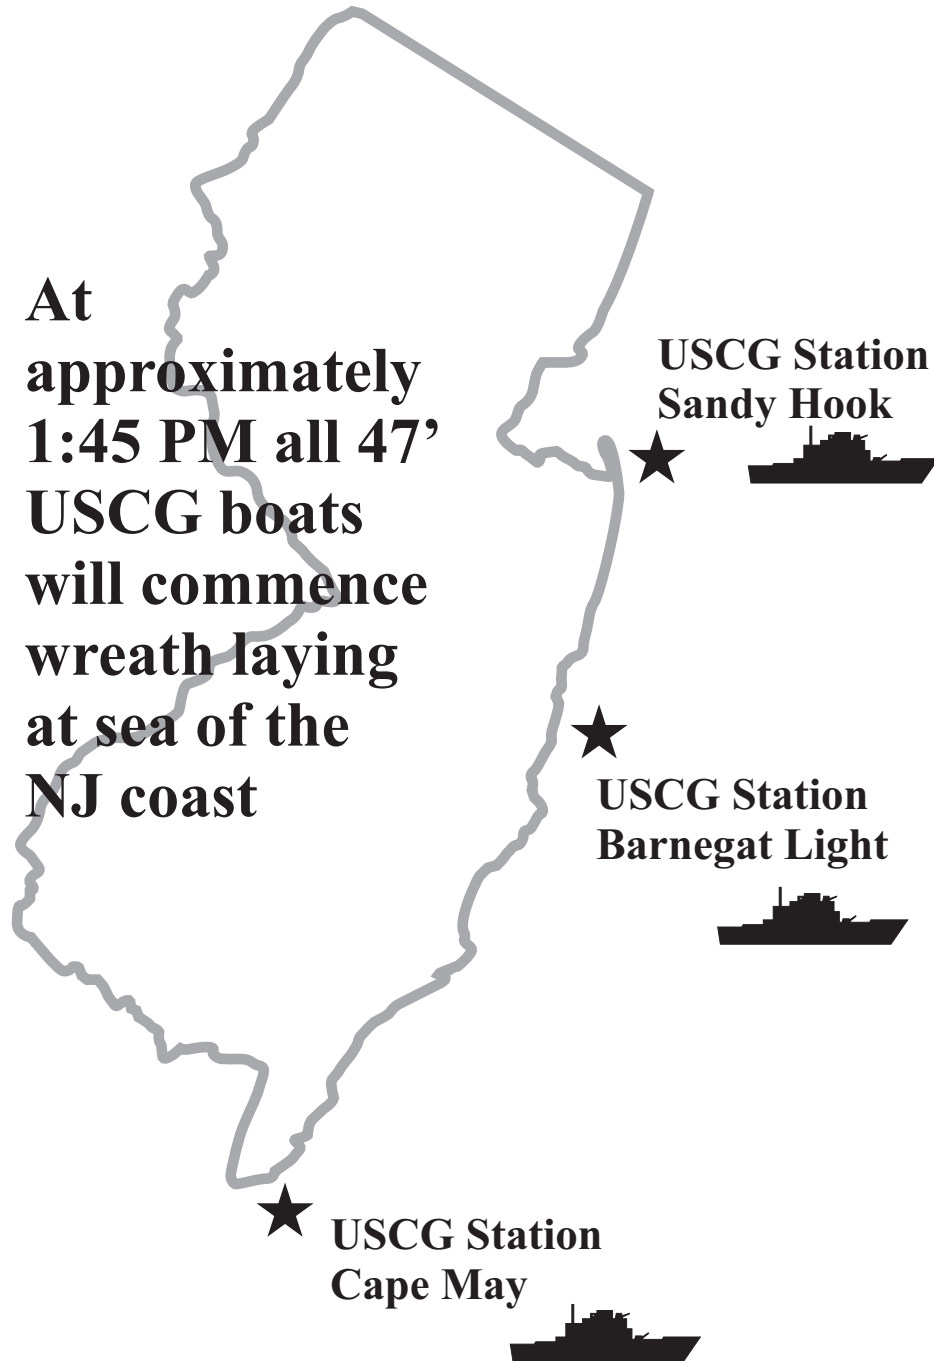 At
approximately
1:45 PM all 47’
USCG boats
will commence
wreath laying
at sea of the
NJ coast
USCG Station
Sandy Hook
USCG Station
Barnegat Light
USCG Station
Cape May